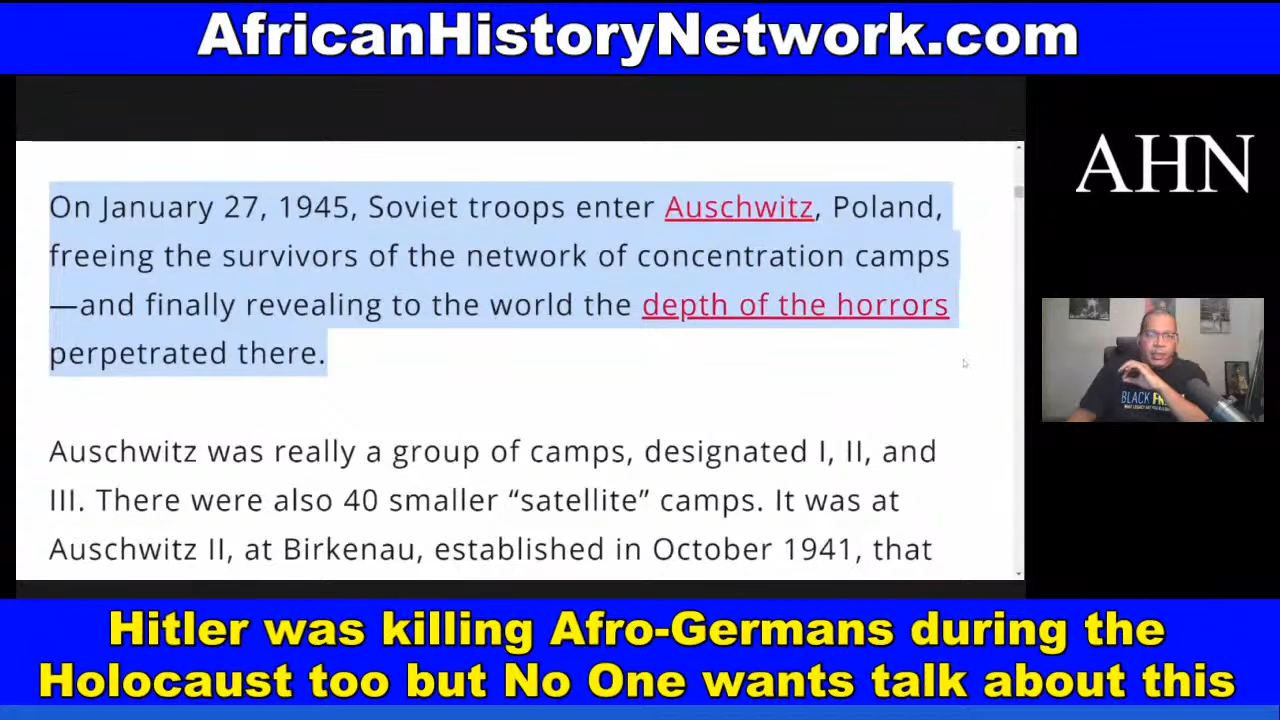 AfricanHistoryNetwork.com
AHN
On January 27, 1945, Soviet troops enter Auschwitz, Poland,
freeing the survivors of the network of concentration camps
—and finally revealing to the world the depth of the horrors
perpetrated there.
Auschwitz was really a group of camps, designated I, II, and
III. There were also 40 smaller “satellite” camps. It was at
Auschwitz II, at Birkenau, established in October 1941, that
BLACK
Hitler was killing Afro-Germans during the
Holocaust too but No One wants talk about this